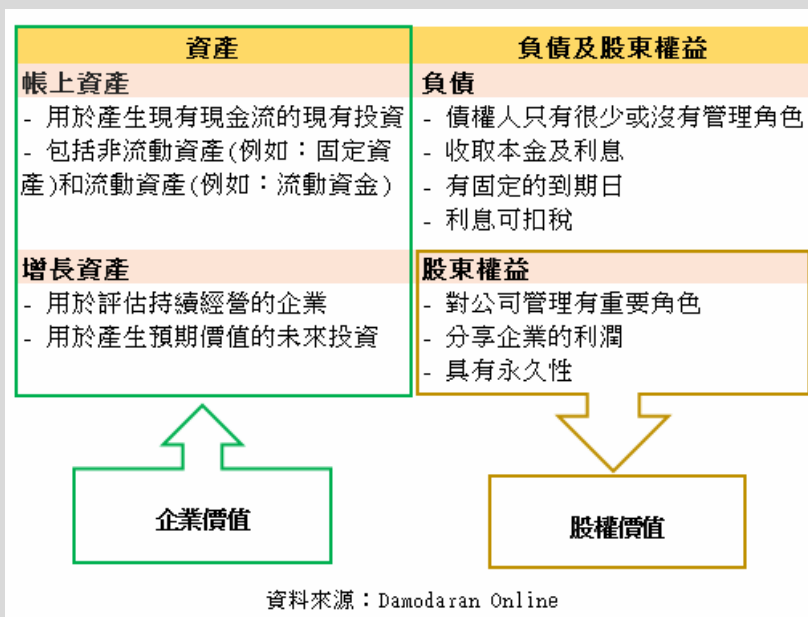 資產
帳上資產
- 用於產生現有現金流的現有投資
- 包括非流動資產(例如：固定資
產)和流動資產(例如：流動資金)
增長資產
- 用於評估持續經營的企業
- 用於產生預期價值的未來投資
負債及股東權益
負債
- 債權人只有很少或沒有管理角色
- 收取本金及利息
- 有固定的到期日
- 利息可扣稅
股東權益
- 對公司管理有重要角色
- 分享企業的利潤
- 具有永久性
企業價值
股權價值
資料來源：Damodaran Online